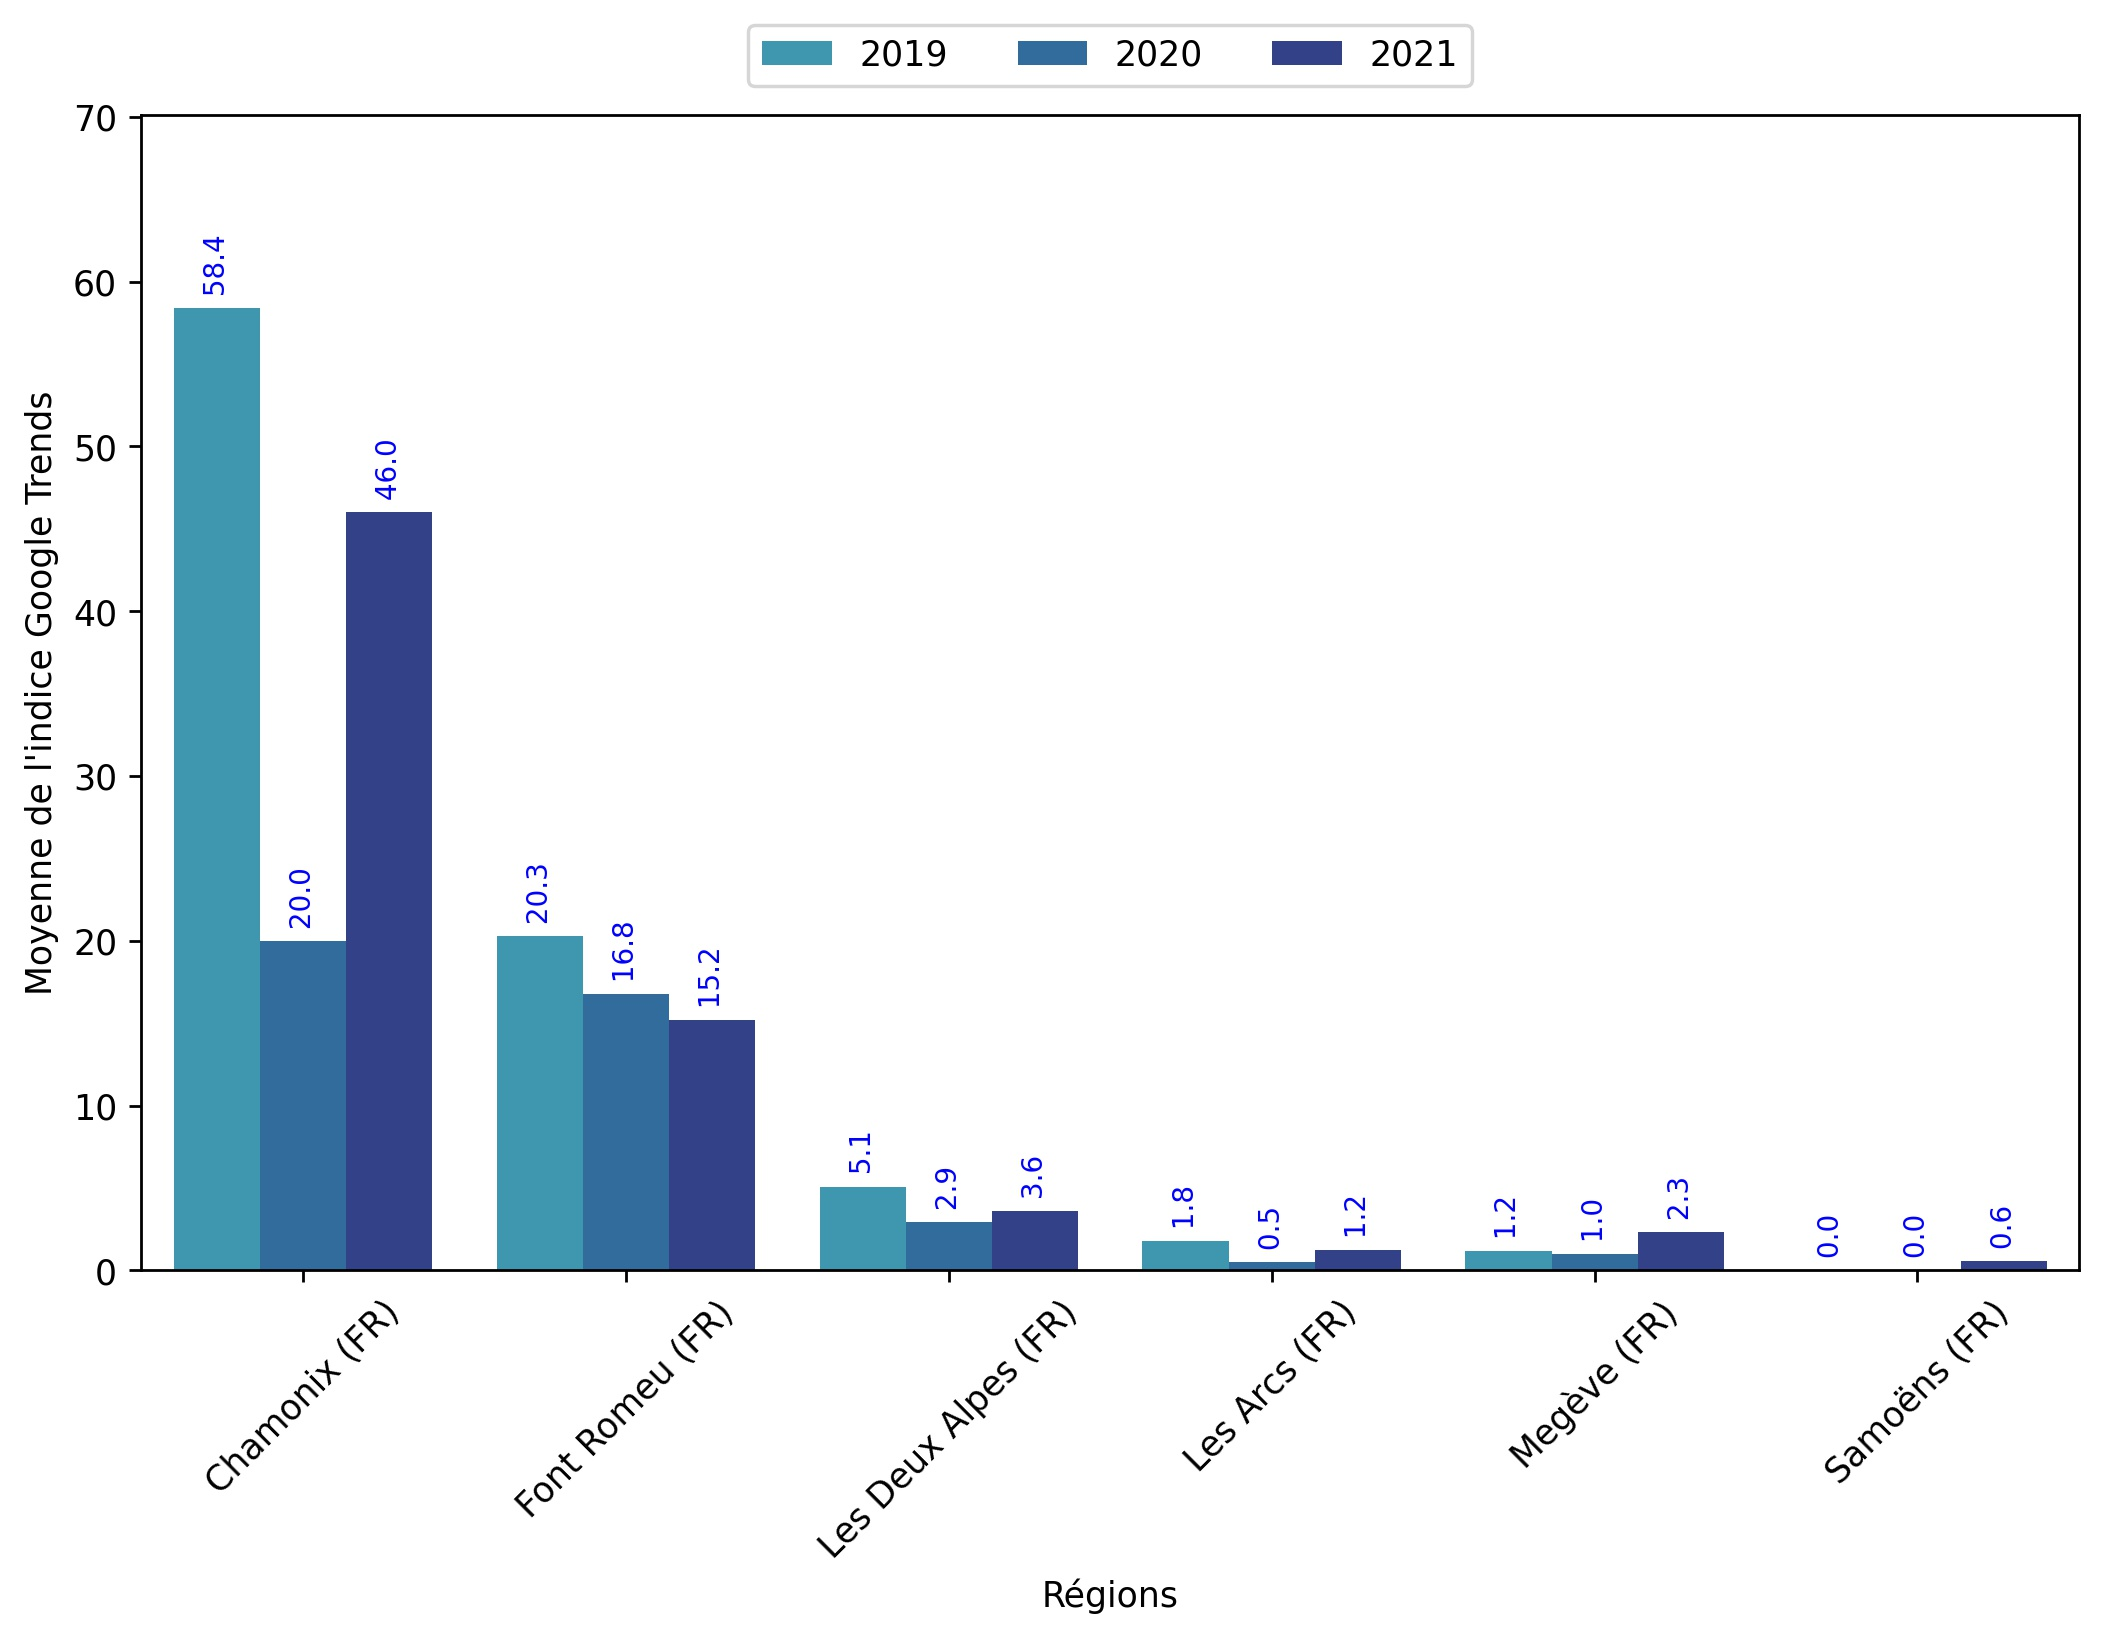 2019 2020 2021
70
60
50
40
30
20
10
0
Moyenne de l'indice Google Trends
58.4 20.0 46.0
20.3 16.8 15.2
5.1 2.9 3.6
1.8 0.5 1.2
1.2 1.0 2.3
0.0 0.0 0.6
Chamonix (FR)
Font Romeu (FR)
Les Deux Alpes (FR)
Les Arcs (FR)
Megève (FR)
Samoëns (FR)
Régions